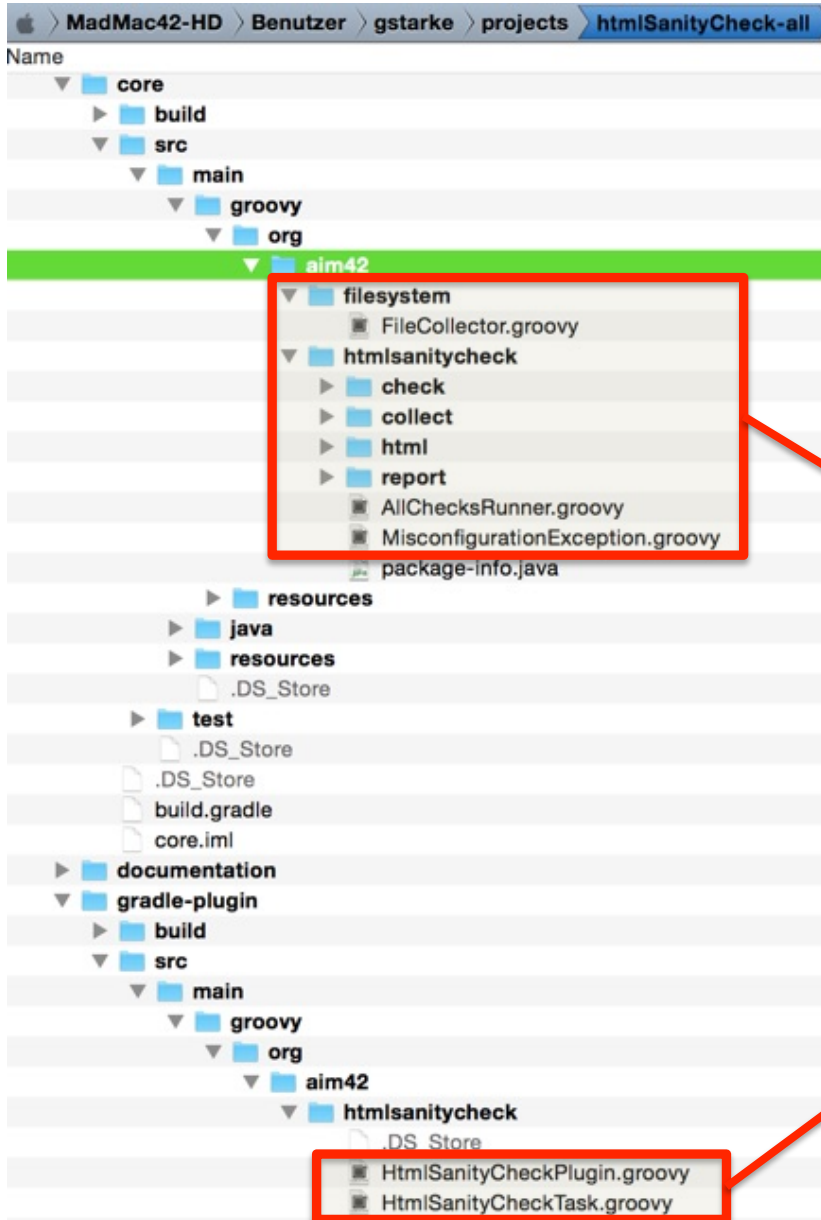 MadMac42-HD Benutzer gstarke projects htmlSanityCheck-all
Name
core
build
src
main
groovy
org
aim42
filesystem
FileCollector.groovy
htmlsanitycheck
check
collect
html
report
AllChecksRunner.groovy
MisconfigurationException.groovy
package-info.java
resources
java
resources
.DS_Store
test
.DS_Store
.DS_Store
build.gradle
core.iml
documentation
gradle-plugin
build
src
main
groovy
org
aim42
htmlsanitycheck
.DS_Store
HtmlSanityCheckPlugin.groovy
HtmlSanityCheckTask.groovy